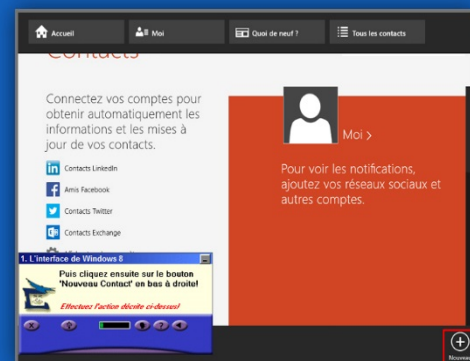 Accueil
Moi
Quoi de neuf ?
Tous les contacts
Contacts
Connectez vos comptes pour
obtenir automatiquement les
informations et les mises à
jour de vos contacts.
Contacts LinkedIn
Amis Facebook
Contacts Twitter
Contacts Exchange
Moi >
Pour voir les notifications,
ajoutez vos réseaux sociaux et
autres comptes.
1. L'interface de Windows 8
Puis cliquez ensuite sur le bouton
'Nouveau Contact' en bas à droite!
Effectuez l'action décrite ci-dessus!
Nouveau